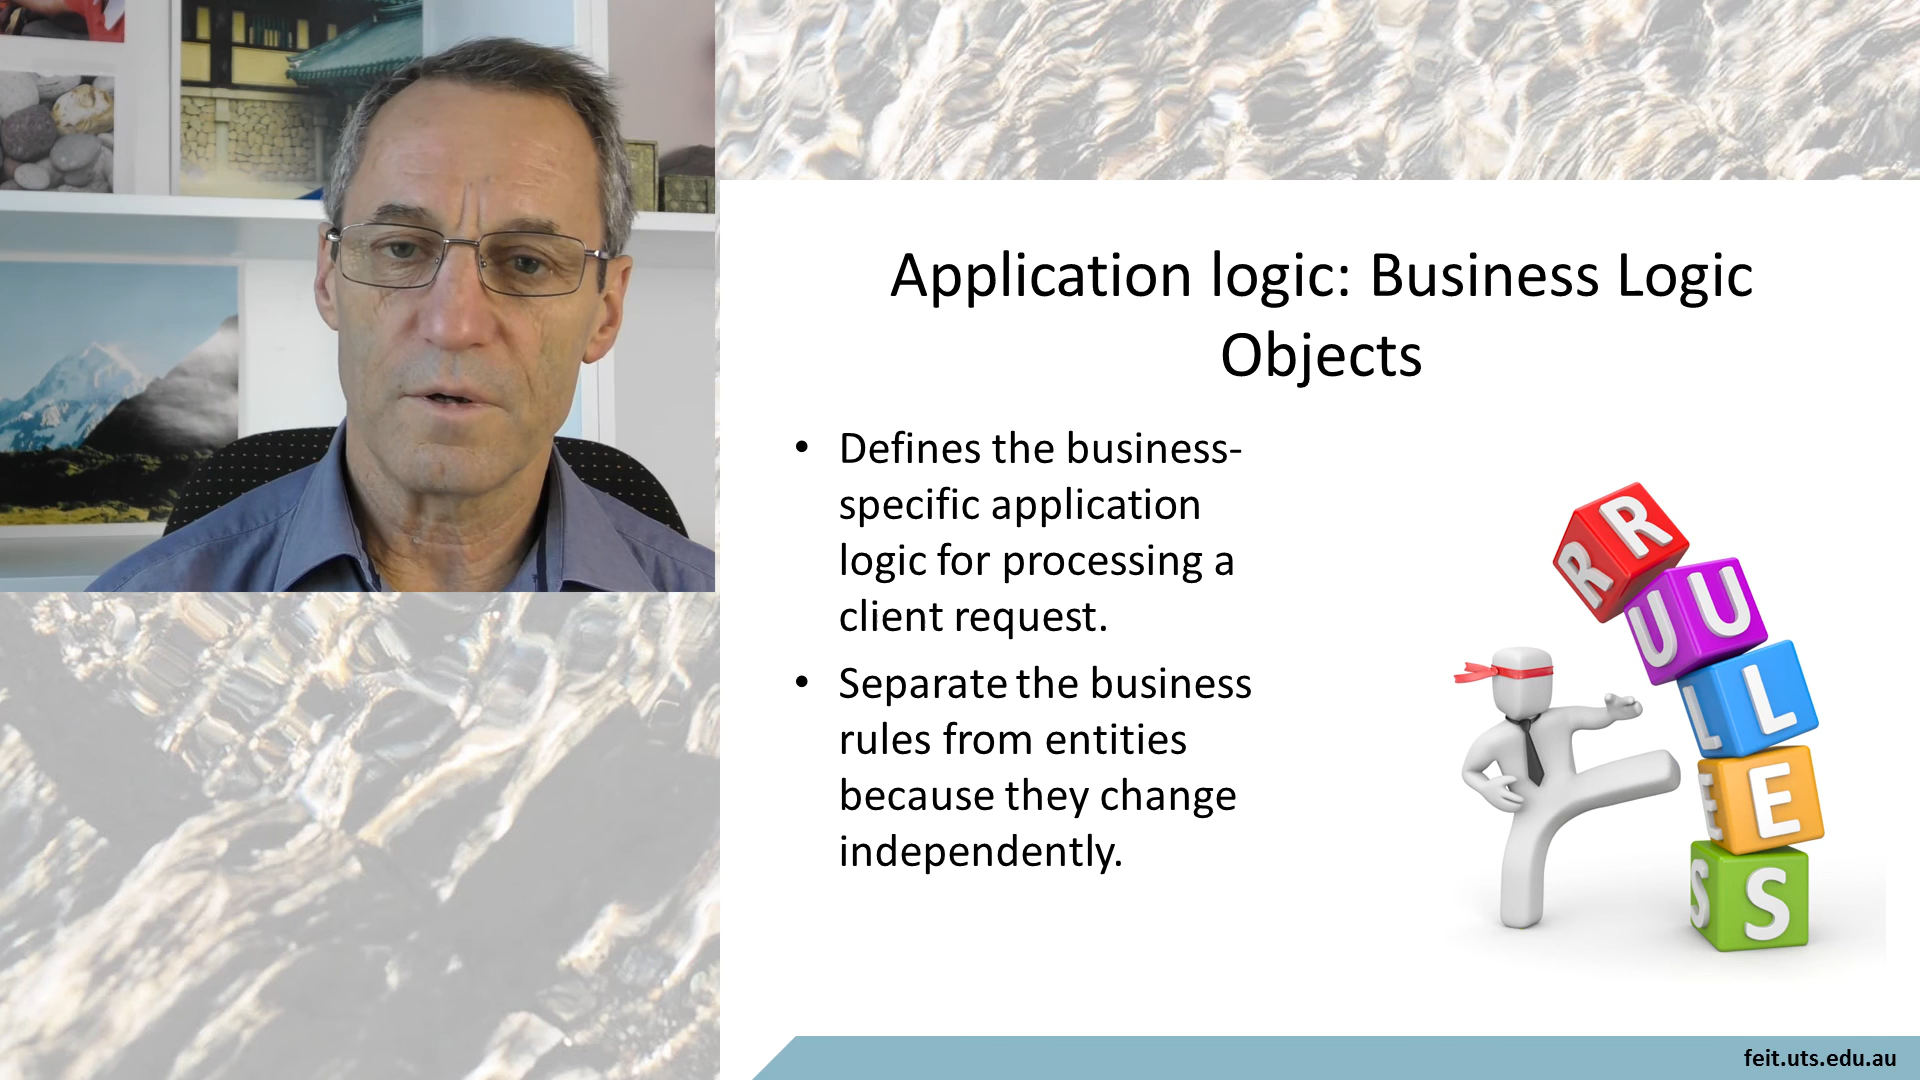 Application logic: Business Logic
Objects
• Defines the business-
specific application
logic for processing a
client request.
• Separate the business
rules from entities
because they change
independently.
R R
U U
L L
E E
S S
feit.uts.edu.au